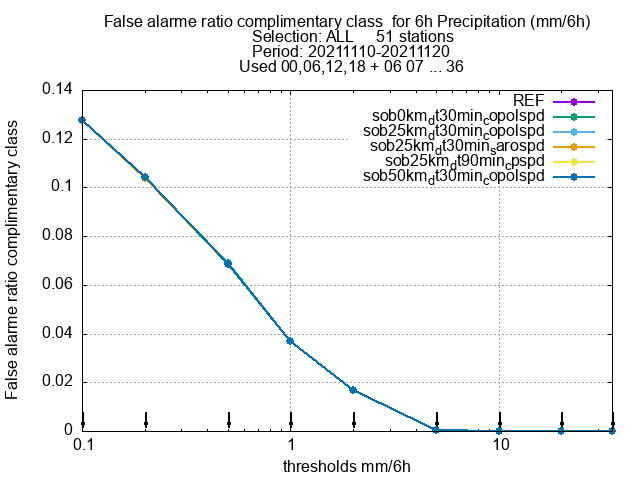 False alarme ratio complimentary class  for 6h Precipitation (mm/6h)
Selection: ALL     51 stations
Period: 20211110-20211120
Used 00,06,12,18 + 06 07 ... 36
REF
sob0km_dt30min_copolspd
sob25km_dt30min_copolspd
sob25km_dt30min_sarospd
sob25km_dt90min_cpspd
sob50km_dt30min_copolspd
False alarme ratio complimentary class
0.14
0.12
0.1
0.08
0.06
0.04
0.02
0
0.1 1 10
thresholds mm/6h